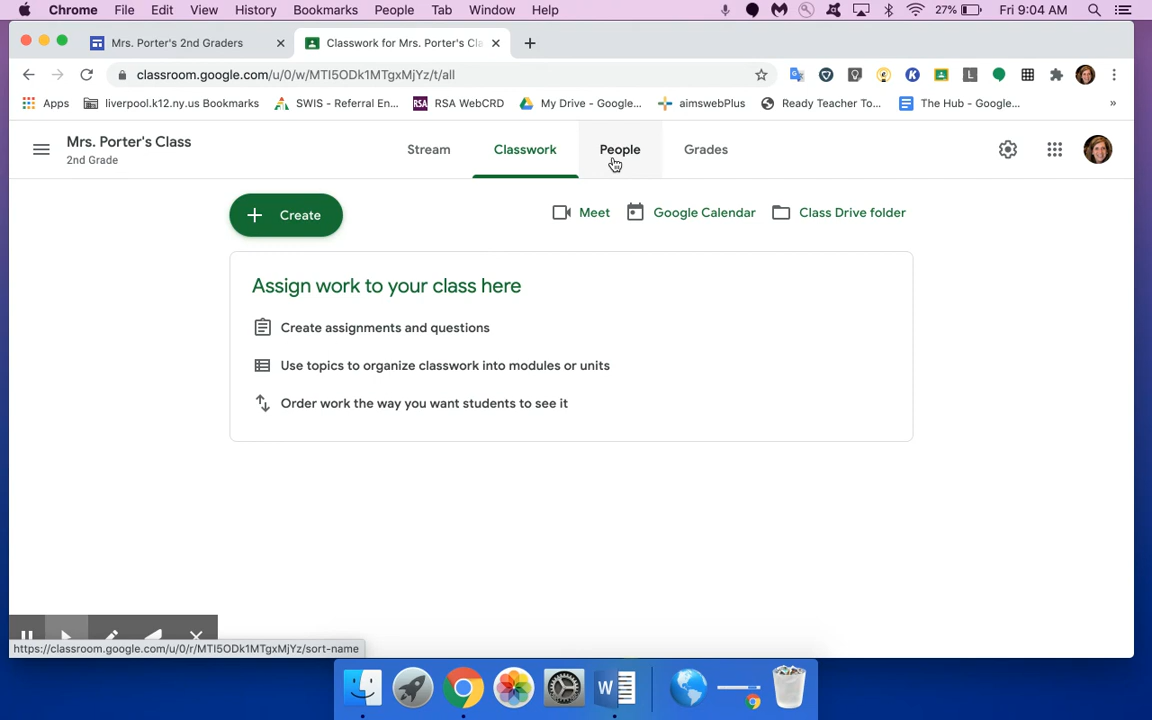 Chrome File Edit View History Bookmarks People Tab Window Help 27% Fri 9:04 AM
Mrs. Porter's 2nd Graders Classwork for Mrs. Porter's Cla
classroom.google.com/u/0/w/MTI5ODk1MTgxMjYz/t/all
Apps liverpool.k12.ny.us Bookmarks SWIS - Referral En... RSA RSA WebCRD My Drive - Google... aimswebPlus Ready Teacher To... The Hub - Google... »
Mrs. Porter's Class
2nd Grade
Stream Classwork People Grades
Create Meet Google Calendar Class Drive folder
Assign work to your class here
Create assignments and questions
Use topics to organize classwork into modules or units
Order work the way you want students to see it
https://classroom.google.com/u/0/r/MTI5ODk1MTgxMjYz/sort-name
W